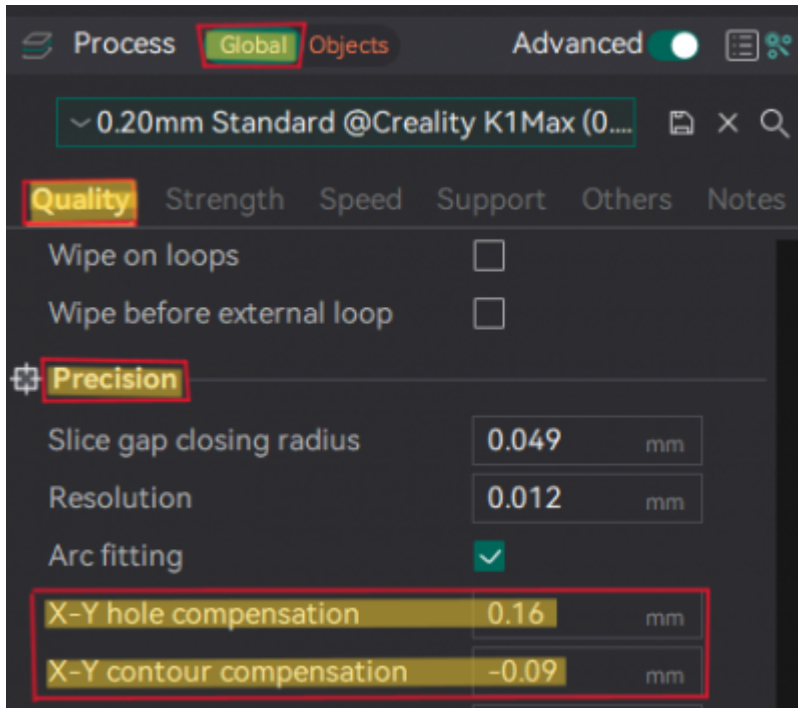 Process Global Objects Advanced
0.20mm Standard @Creality K1Max (0....
Quality Strength Speed Support Others Notes
Wipe on loops
Wipe before external loop
Precision
Slice gap closing radius 0.049 mm
Resolution 0.012 mm
Arc fitting
X-Y hole compensation 0.16 mm
X-Y contour compensation -0.09 mm